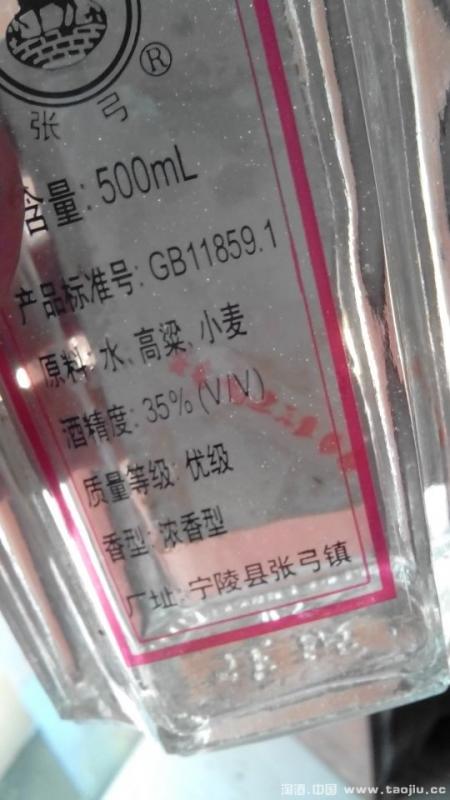 张弓®
含量: 500mL
产品标准号: GB11859.1
原料: 水、高粱、小麦
酒精度: 35% (V/V)
质量等级: 优级
香型: 浓香型
厂址: 宁陵县张弓镇
淘酒.中国 www.taojiu.cc